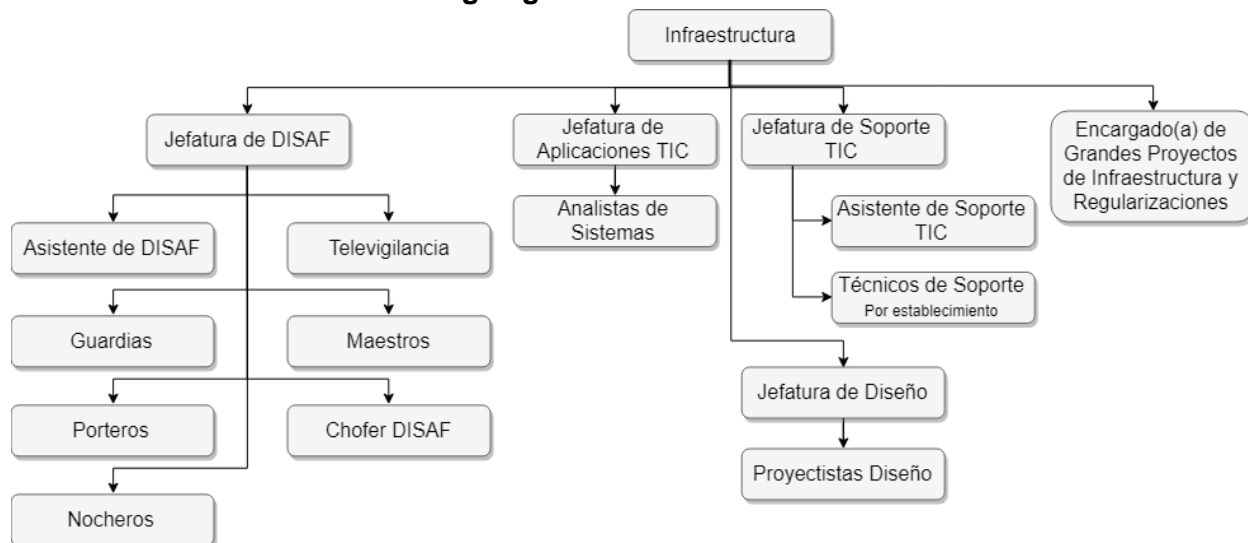 Infraestructura
Jefatura de DISAF
Jefatura de
Aplicaciones TIC
Jefatura de Soporte
TIC
Encargado(a) de
Grandes Proyectos
de Infraestructura y
Regularizaciones
Asistente de DISAF
Televigilancia
Analistas de
Sistemas
Asistente de Soporte
TIC
Técnicos de Soporte
Por establecimiento
Guardias
Maestros
Jefatura de Diseño
Porteros
Chofer DISAF
Proyectistas Diseño
Nocheros